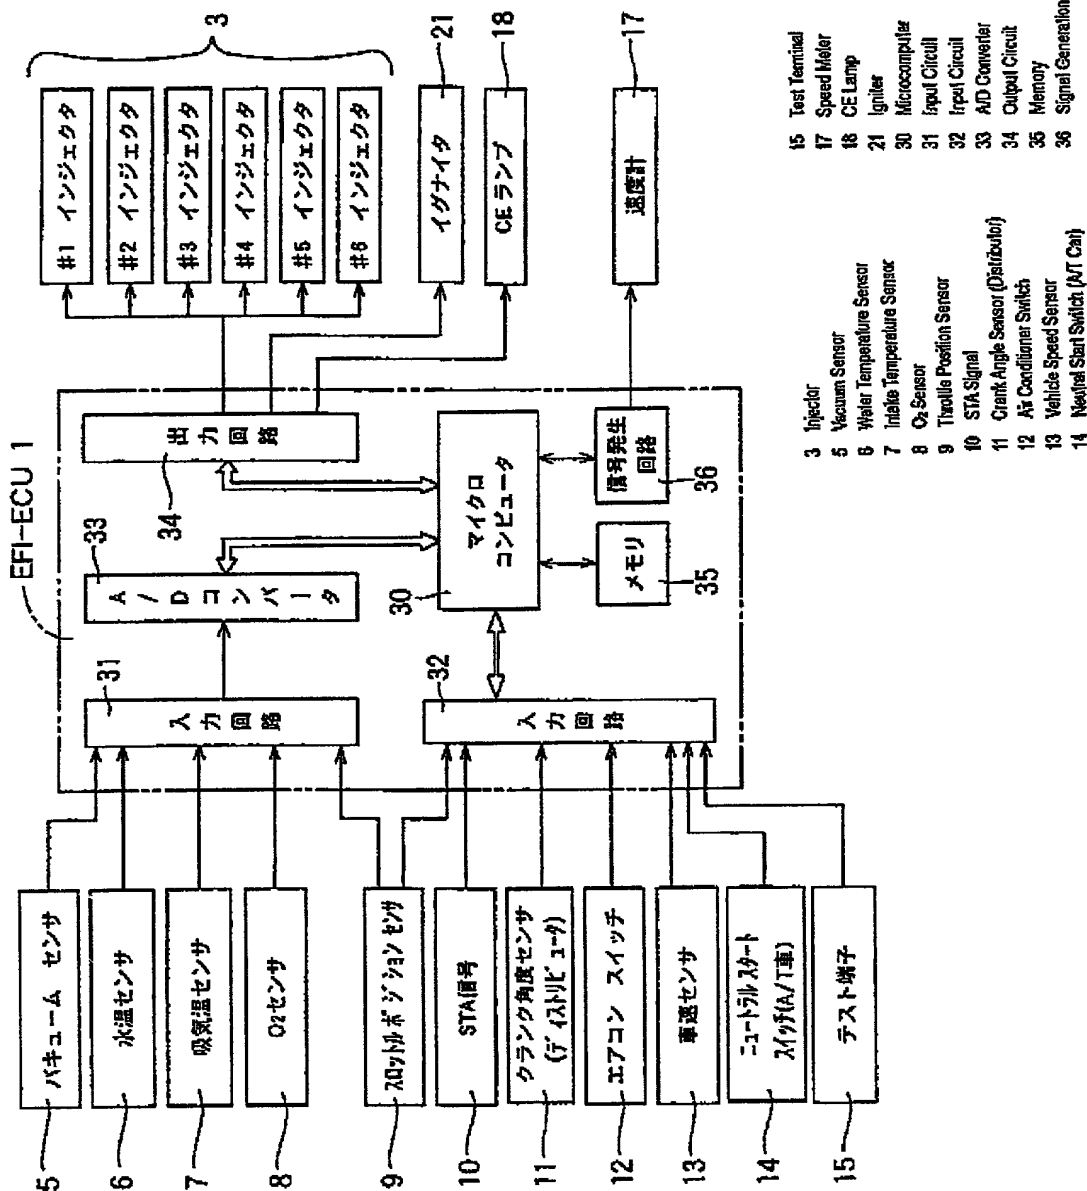 EFI-ECU 1
5
バキューム センサ
6
水温センサ
7
吸気温センサ
8
O2センサ
9
スロットルポジションセンサ
10
STA信号
11
クランク角度センサ
(ディストリビュータ)
12
エアコン スイッチ
13
車速センサ
14
ニュートラルスタート
スイッチ(A/T車)
15
テスト端子
31
入力回路
32
入力回路
33
A/Dコンバータ
34
出力回路
30
マイクロ
コンピュータ
35
メモリ
36
信号発生
回路
3
#1 インジェクタ
#2 インジェクタ
#3 インジェクタ
#4 インジェクタ
#5 インジェクタ
#6 インジェクタ
21
イグナイタ
18
CEランプ
17
速度計
3 Injector
5 Vacuum Sensor
6 Water Temperature Sensor
7 Intake Temperature Sensor
8 O2 Sensor
9 Throttle Position Sensor
10 STA Signal
11 Crank Angle Sensor (Distributor)
12 Air Conditioner Switch
13 Vehicle Speed Sensor
14 Neutral Start Switch (A/T Car)
15 Test Terminal
17 Speed Meter
18 CE Lamp
21 Igniter
30 Microcomputer
31 Input Circuit
32 Input Circuit
33 A/D Converter
34 Output Circuit
35 Memory
36 Signal Generation